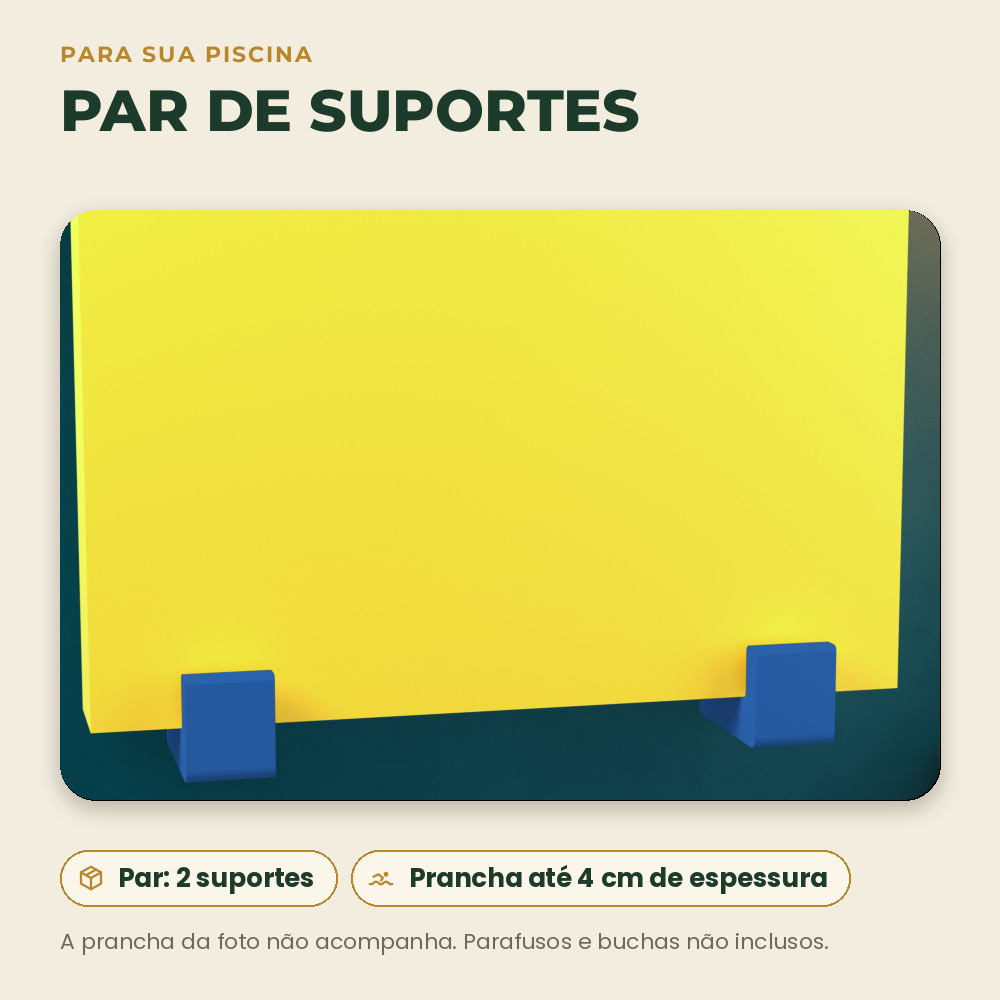 PARA SUA PISCINA
PAR DE SUPORTES
Par: 2 suportes
Prancha até 4 cm de espessura
A prancha da foto não acompanha. Parafusos e buchas não inclusos.